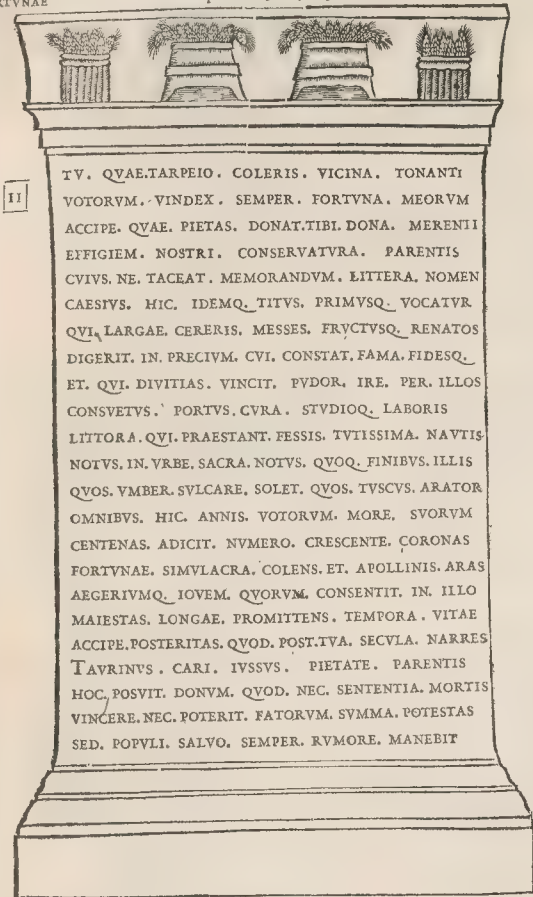 RTVNAE
II
TV. QVAE.TARPEIO. COLERIS. VICINA. TONANTI
VOTORVM. VINDEX. SEMPER. FORTVNA. MEORVM
ACCIPE. QVAE. PIETAS. DONAT.TIBI. DONA. MERENTI
EFFIGIEM. NOSTRI. CONSERVATVRA. PARENTIS
CVIVS. NE. TACEAT. MEMORANDVM. LITTERA. NOMEN
CAESIVS. HIC. IDEMQ. TITVS. PRIMVSQ. VOCATVR
QVI. LARGAE. CERERIS. MESSES. FRVCTVSQ. RENATOS
DIGERIT. IN. PRECIVM. CVI. CONSTAT. FAMA. FIDESQ.
ET. QVI. DIVITIAS. VINCIT. PVDOR. IRE. PER. ILLOS
CONSVETVS. PORTVS. CVRA. STVDIOQ. LABORIS
LITTORA. QVI. PRAESTANT. FESSIS. TVTISSIMA. NAVTIS.
NOTVS. IN. VRBE. SACRA. NOTVS. QVOQ. FINIBVS. ILLIS
QVOS. VMBER. SVLCARE. SOLET. QVOS. TVSCVS. ARATOR
OMNIBVS. HIC. ANNIS. VOTORVM. MORE. SVORVM
CENTENAS. ADICIT. NVMERO. CRESCENTE. CORONAS
FORTVNAE. SIMVLACRA. COLENS. ET. APOLLINIS. ARAS
AEGERIVMQ. IOVEM. QVORVM. CONSENTIT. IN. ILLO
MAIESTAS. LONGAE. PROMITTENS. TEMPORA. VITAE
ACCIPE.POSTERITAS. QVOD. POST.TVA. SECVLA. NARRES
TAVRINVS. CARI. IVSSVS. PIETATE. PARENTIS
HOC. POSVIT. DONVM. QVOD. NEC. SENTENTIA. MORTIS
VINCERE. NEC. POTERIT. FATORVM. SVMMA. POTESTAS
SED. POPVLI. SALVO. SEMPER. RVMORE. MANEBIT